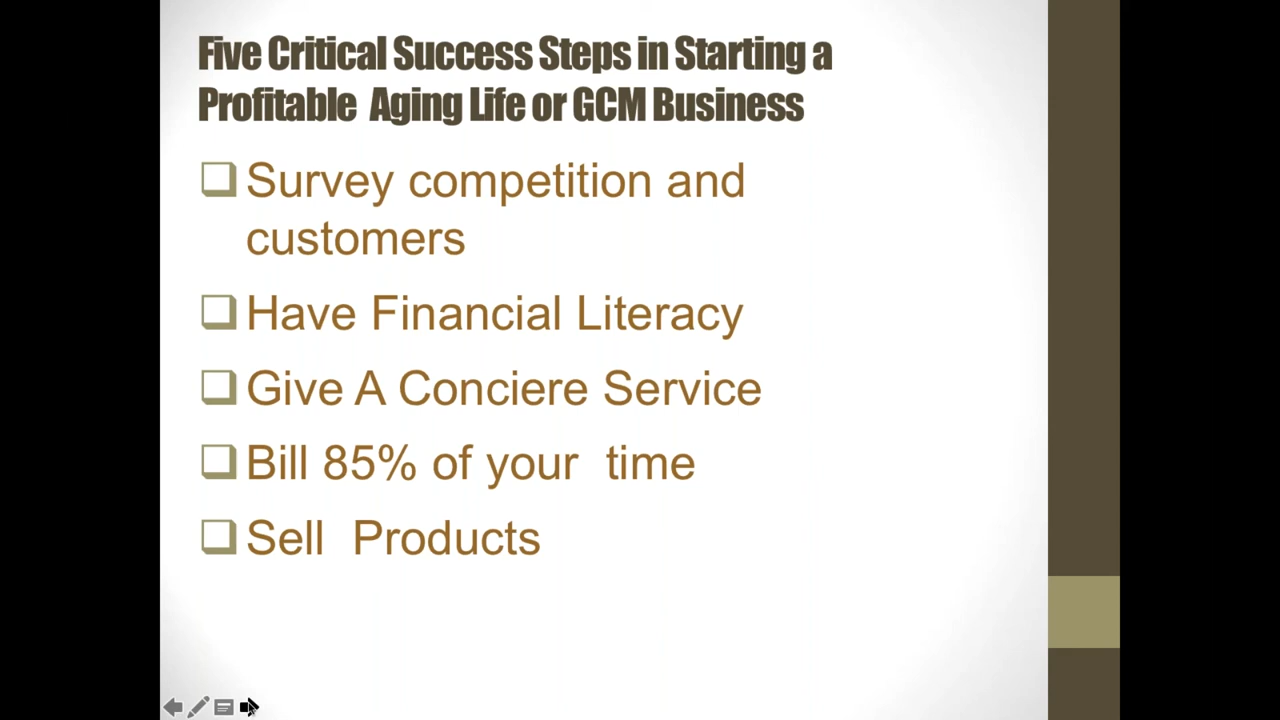 Five Critical Success Steps in Starting a
Profitable Aging Life or GCM Business
Survey competition and
customers
Have Financial Literacy
Give A Conciere Service
Bill 85% of your time
Sell Products